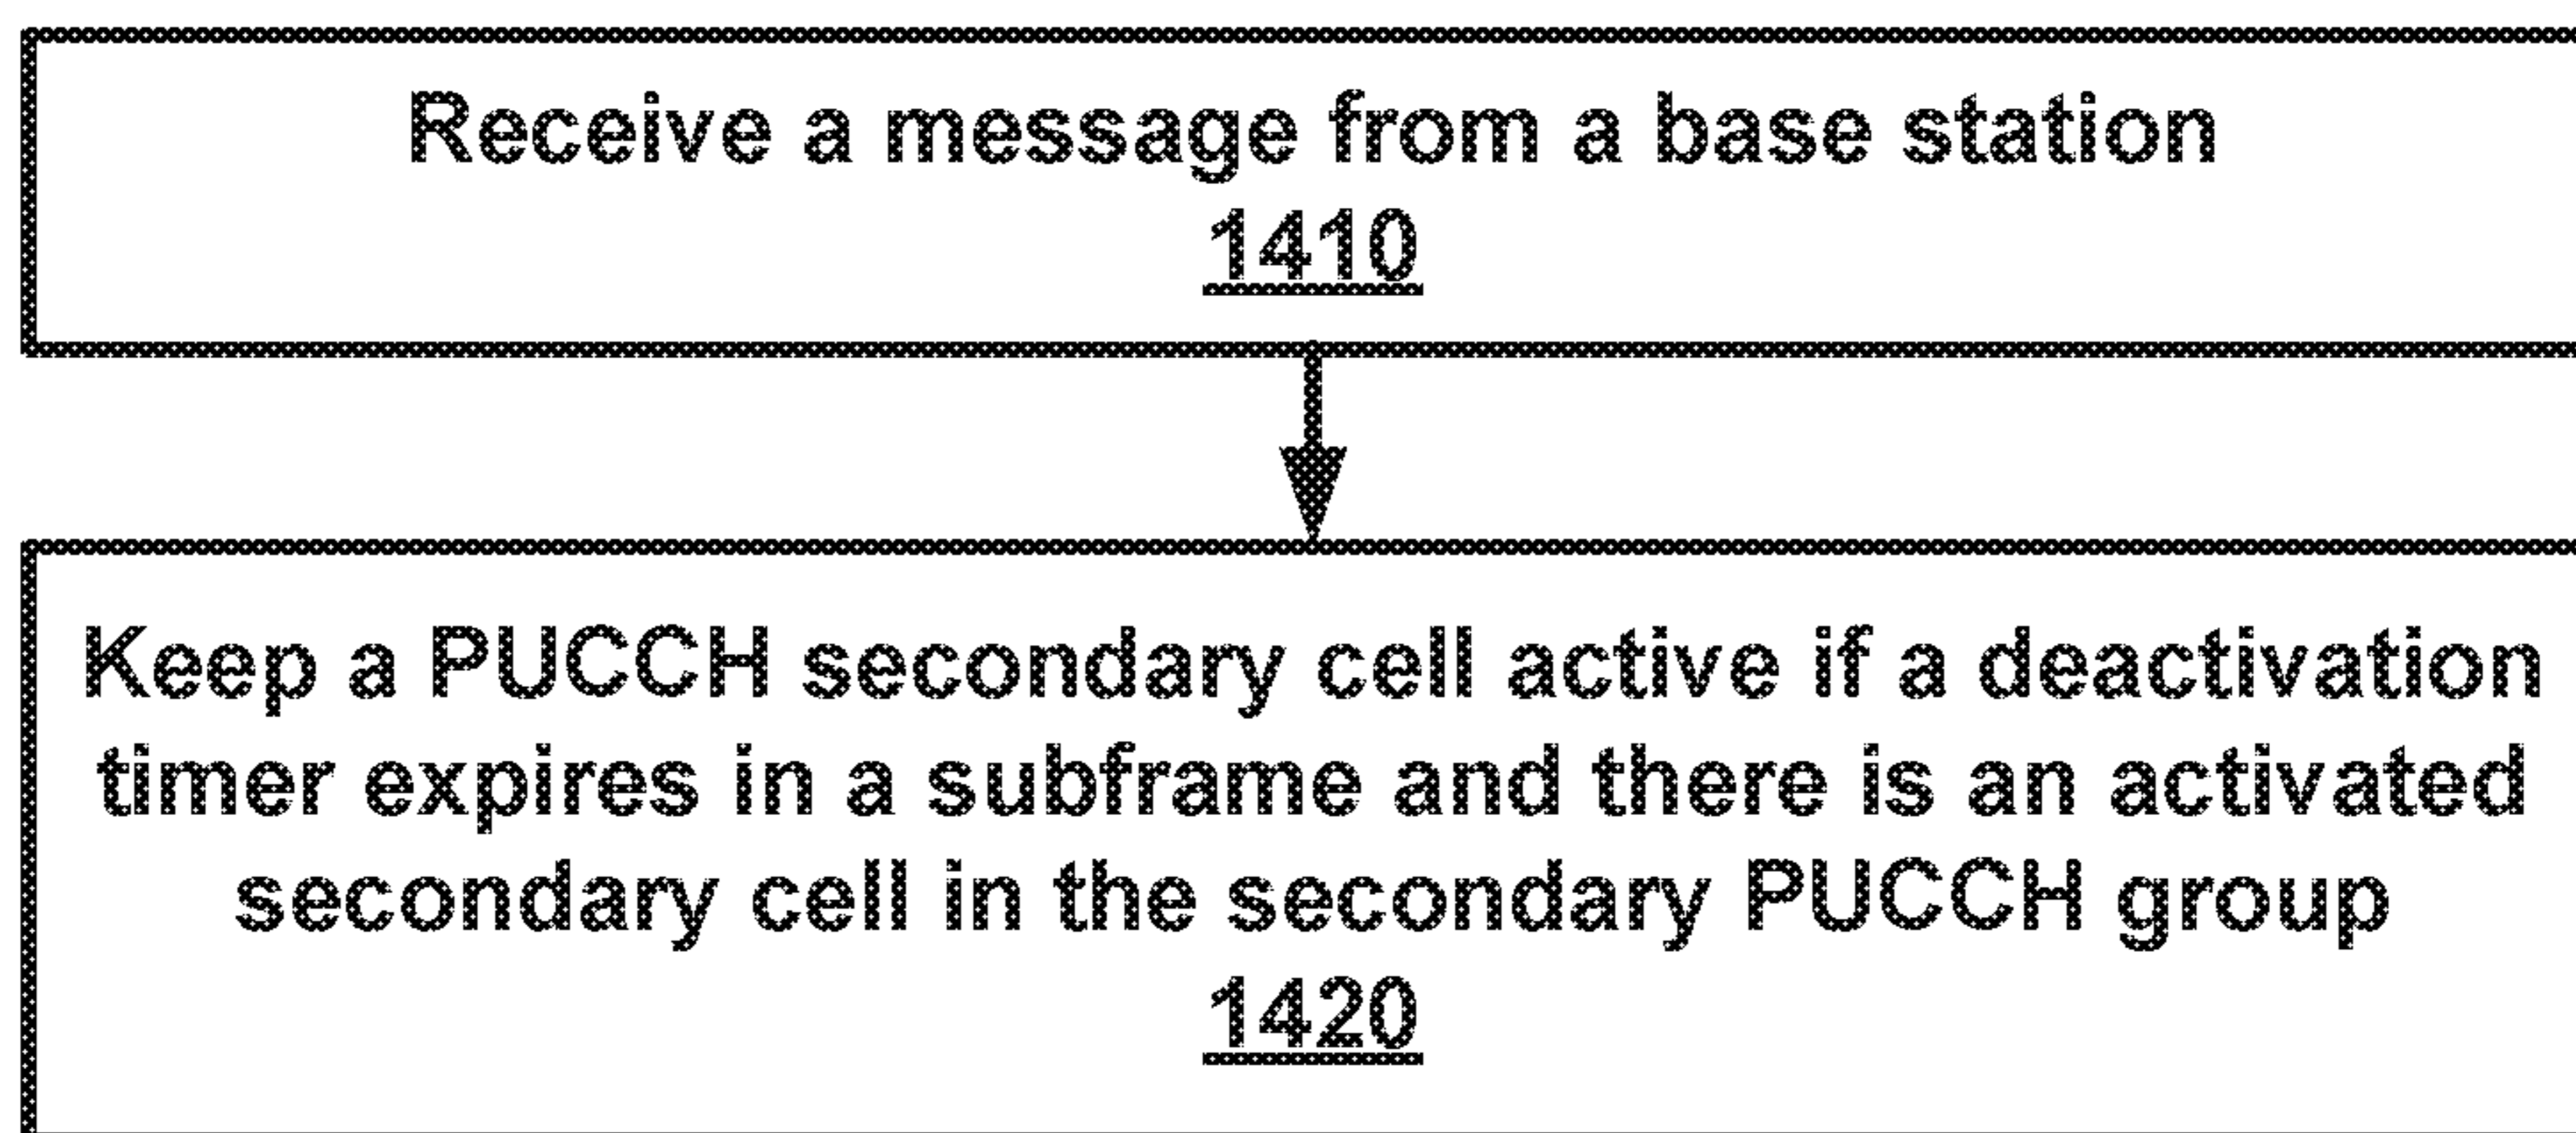 Receive a message from a base station
1410
Keep a PUCCH secondary cell active if a deactivation
timer expires in a subframe and there is an activated
secondary cell in the secondary PUCCH group
1420